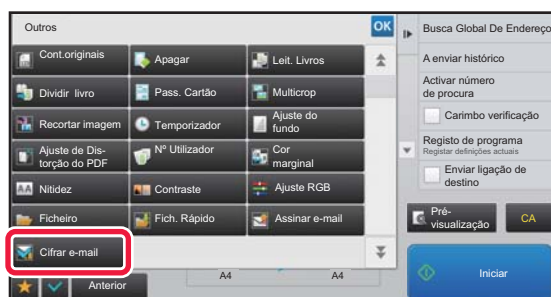 Outros
OK
Cont.originais
Apagar
Leit. Livros
Dividir livro
Pass. Cartão
Multicrop
Recortar imagem
Temporizador
Ajuste do
fundo
Ajuste de Dis-
torção do PDF
Nº Utilizador
Cor
marginal
AA
Nitidez
Contraste
Ajuste RGB
Ficheiro
Fich. Rápido
Assinar e-mail
Cifrar e-mail
Anterior
A4
A4
Busca Global De Endereço
A enviar histórico
Activar número
de procura
Carimbo verificação
Registo de programa
Registar definições actuais
Enviar ligação de
destino
Pré-
visualização
CA
Iniciar